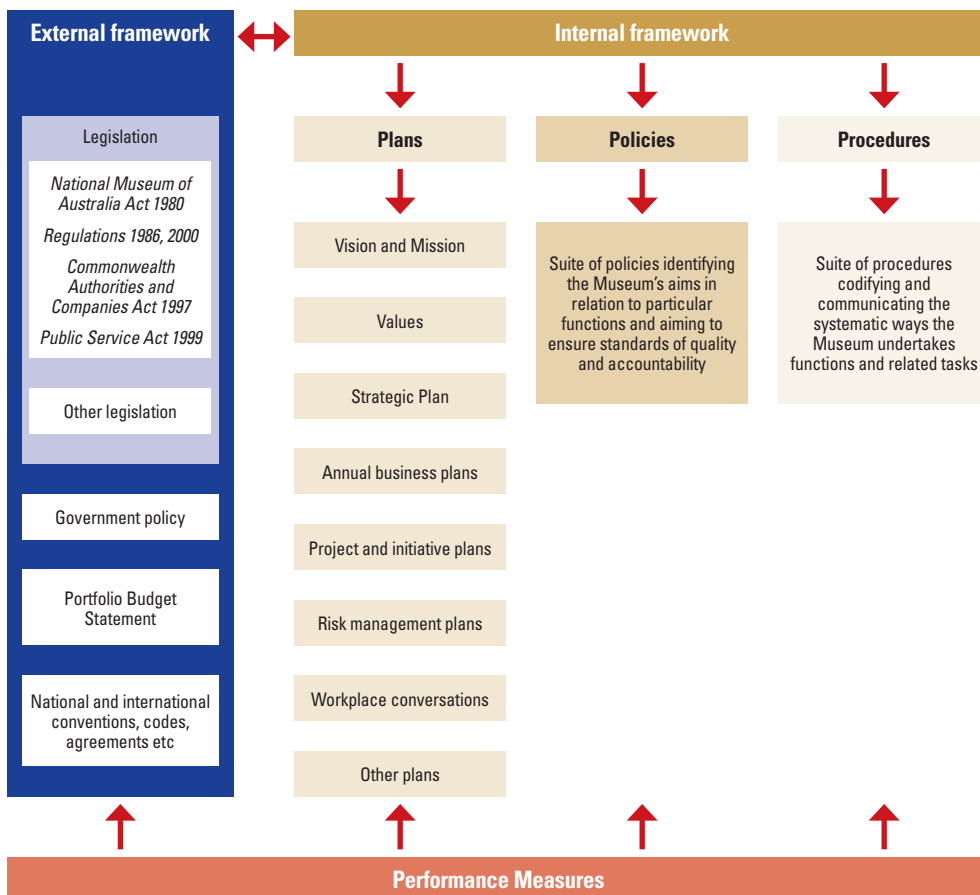 External framework
Legislation
National Museum of
Australia Act 1980
Regulations 1986, 2000
Commonwealth
Authorities and
Companies Act 1997
Public Service Act 1999
Other legislation
Government policy
Portfolio Budget
Statement
National and international
conventions, codes,
agreements etc
Internal framework
Plans
Vision and Mission
Values
Strategic Plan
Annual business plans
Project and initiative plans
Risk management plans
Workplace conversations
Other plans
Policies
Suite of policies identifying
the Museum's aims in
relation to particular
functions and aiming to
ensure standards of quality
and accountability
Procedures
Suite of procedures
codifying and
communicating the
systematic ways the
Museum undertakes
functions and related tasks
Performance Measures